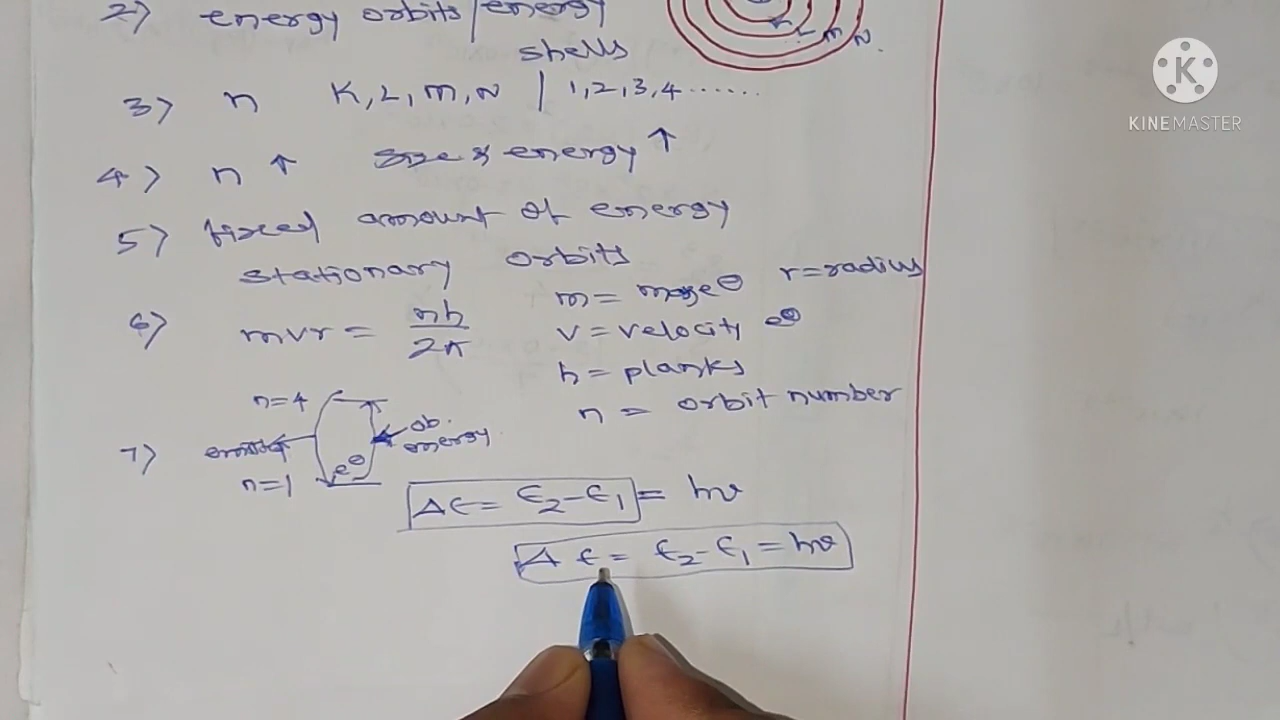 2> energy orbits/energy
shells
K L M N
3> n K, L, M, N | 1, 2, 3, 4 ......
4> n ↑ size & energy ↑
5> fixed amount of energy
stationary orbits
6> mvr = nh/2π
m = mass e⊖ r = radius
v = velocity e⊖
h = planks
n = orbit number
7> n=4
ab. energy
e⊖
n=1
ΔE = E₂-E₁ = hν
ΔE = E₂-E₁ = hν
K
KINEMASTER